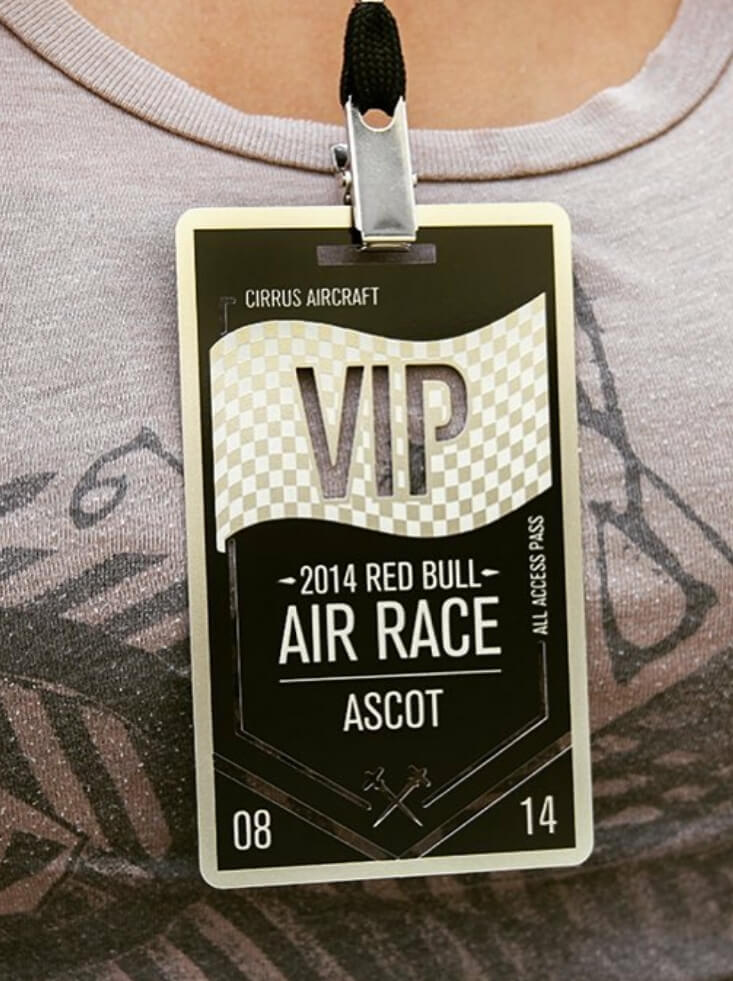 CIRRUS AIRCRAFT
VIP
ALL ACCESS PASS
2014 RED BULL
AIR RACE
ASCOT
08
14